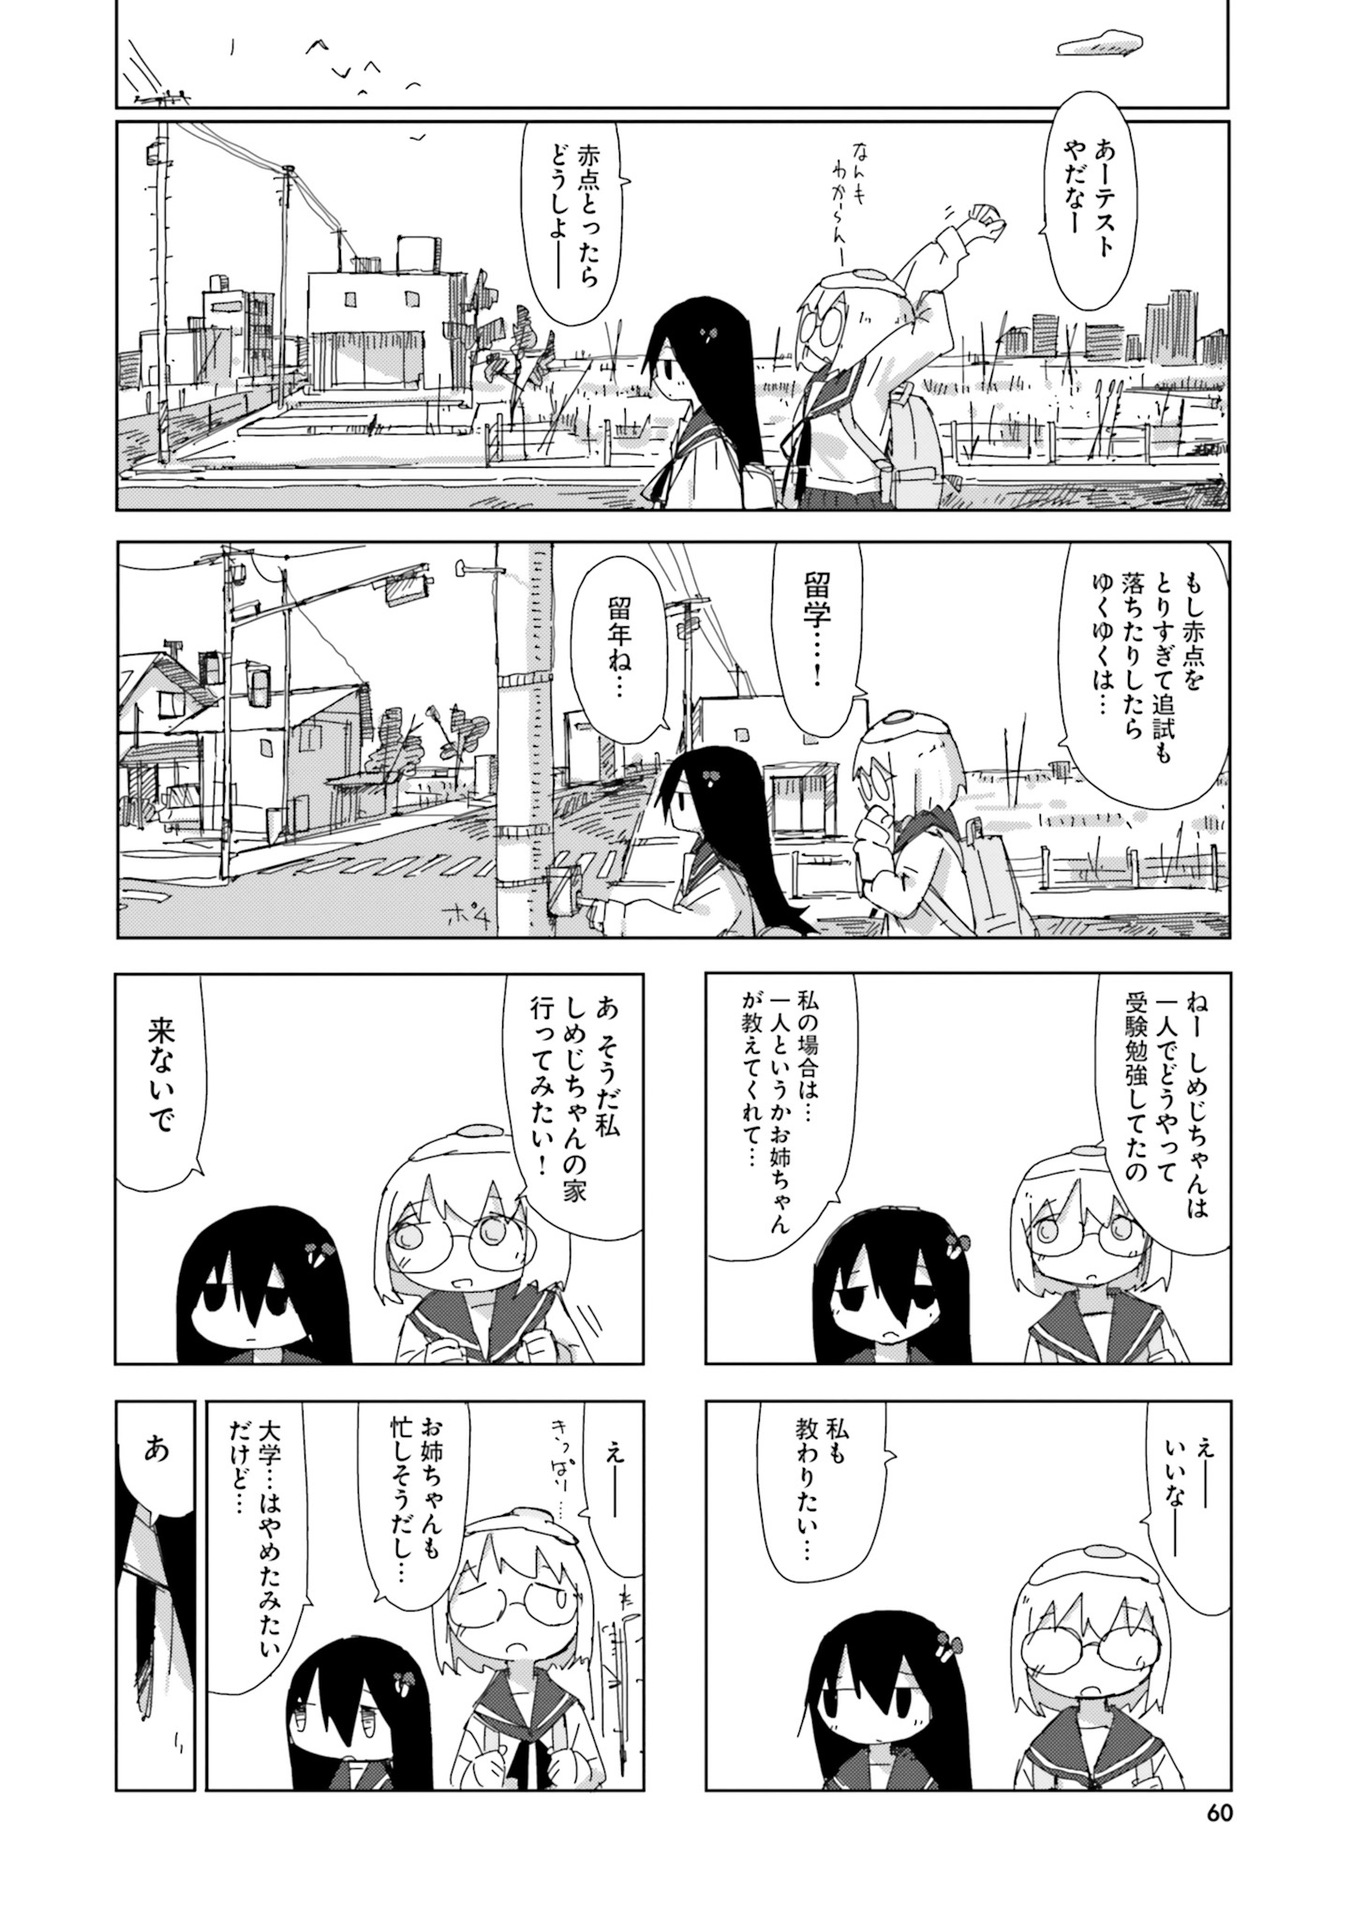 あーテスト
やだなー
なんも
わからんー
赤点とったら
どうしよー
もし赤点を
とりすぎて追試も
落ちたりしたら
ゆくゆくは…
留学…！
留年ね…
ポチ
ねー しめじちゃんは
一人でどうやって
受験勉強してたの
私の場合は…
一人というかお姉ちゃん
が教えてくれて…
あ そうだ私
しめじちゃんの家
行ってみたい！
来ないで
えー
いいなー
私も
教わりたい…
えー
きっぱり…
お姉ちゃんも
忙しそうだし…
大学…はやめたみたい
だけど…
あ
60